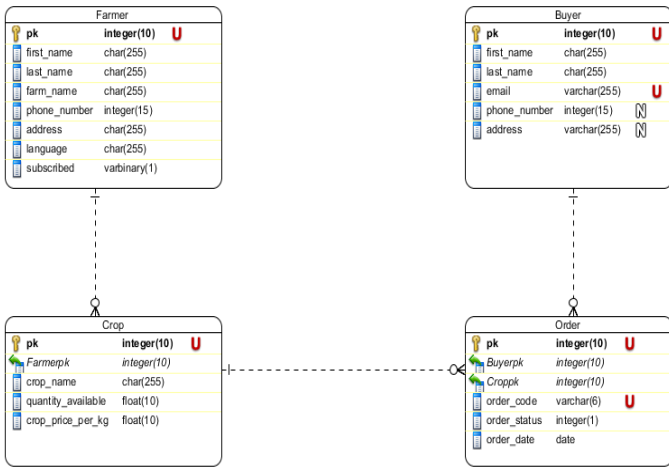 Farmer
pk integer(10) U
first_name char(255)
last_name char(255)
farm_name char(255)
phone_number integer(15)
address char(255)
language char(255)
subscribed varbinary(1)
Buyer
pk integer(10) U
first_name char(255)
last_name char(255)
email varchar(255) U
phone_number integer(15) N
address varchar(255) N
Crop
pk integer(10) U
Farmerpk integer(10)
crop_name char(255)
quantity_available float(10)
crop_price_per_kg float(10)
Order
pk integer(10) U
Buyerpk integer(10)
Croppk integer(10)
order_code varchar(6) U
order_status integer(1)
order_date date